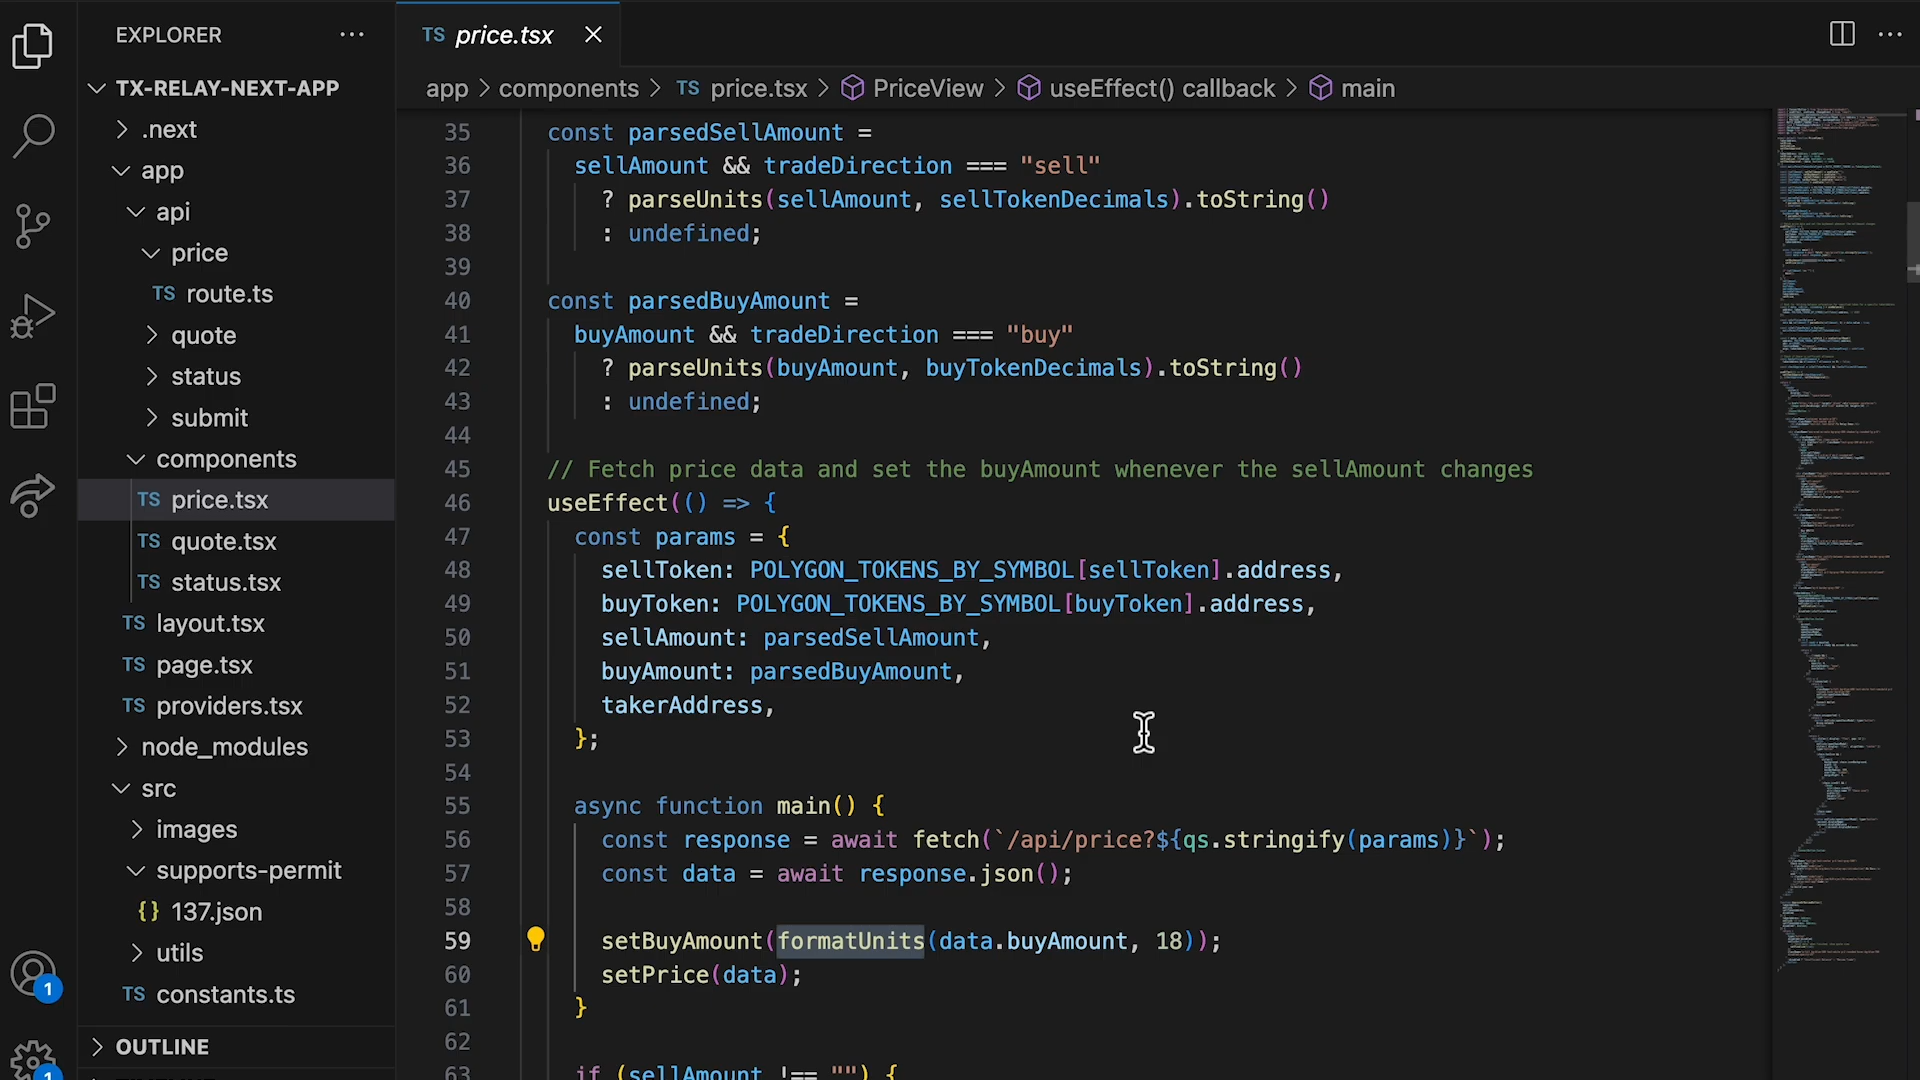 EXPLORER
TX-RELAY-NEXT-APP
.next
app
api
price
TS route.ts
quote
status
submit
components
TS price.tsx
TS quote.tsx
TS status.tsx
TS layout.tsx
TS page.tsx
TS providers.tsx
node_modules
src
images
supports-permit
{} 137.json
utils
TS constants.ts
OUTLINE
1
1
TS price.tsx
app > components > TS price.tsx > PriceView > useEffect() callback > main
35 const parsedSellAmount =
36 sellAmount && tradeDirection === "sell"
37 ? parseUnits(sellAmount, sellTokenDecimals).toString()
38 : undefined;
39
40 const parsedBuyAmount =
41 buyAmount && tradeDirection === "buy"
42 ? parseUnits(buyAmount, buyTokenDecimals).toString()
43 : undefined;
44
45 // Fetch price data and set the buyAmount whenever the sellAmount changes
46 useEffect(() => {
47 const params = {
48 sellToken: POLYGON_TOKENS_BY_SYMBOL[sellToken].address,
49 buyToken: POLYGON_TOKENS_BY_SYMBOL[buyToken].address,
50 sellAmount: parsedSellAmount,
51 buyAmount: parsedBuyAmount,
52 takerAddress,
53 };
54
55 async function main() {
56 const response = await fetch(`/api/price?${qs.stringify(params)}`);
57 const data = await response.json();
58
59 setBuyAmount(formatUnits(data.buyAmount, 18));
60 setPrice(data);
61 }
62
63 if (sellAmount !== "") {